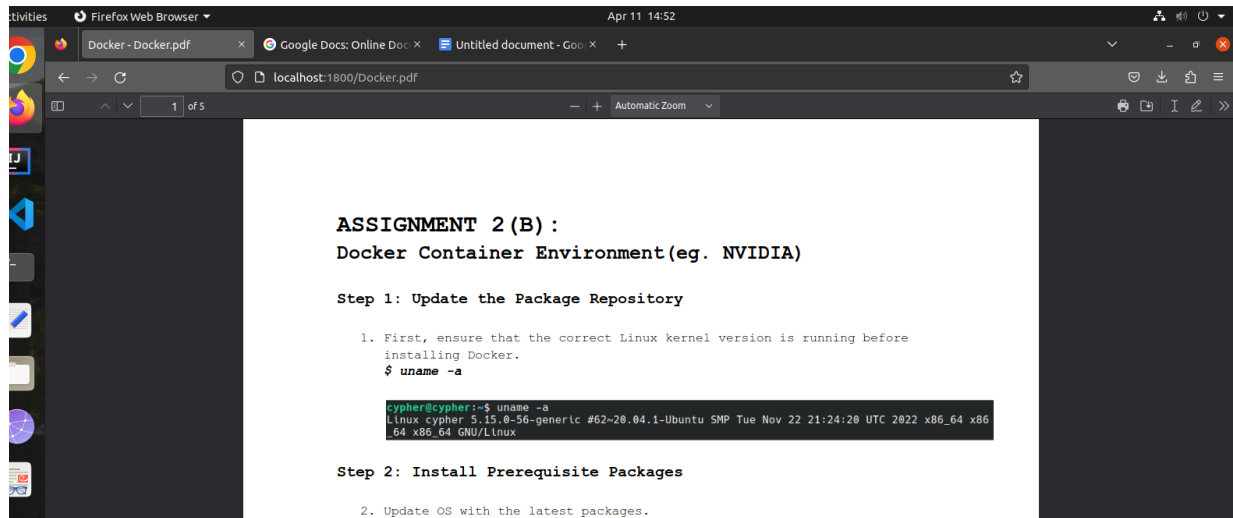 ctivities Firefox Web Browser Apr 11 14:52
Docker - Docker.pdf Google Docs: Online Doc Untitled document - Goo
localhost:1800/Docker.pdf
1 of 5 Automatic Zoom
ASSIGNMENT 2(B):
Docker Container Environment(eg. NVIDIA)
Step 1: Update the Package Repository
1. First, ensure that the correct Linux kernel version is running before
installing Docker.
$ uname -a
cypher@cypher:~$ uname -a
Linux cypher 5.15.0-56-generic #62~20.04.1-Ubuntu SMP Tue Nov 22 21:24:20 UTC 2022 x86_64 x86
_64 x86_64 GNU/Linux
Step 2: Install Prerequisite Packages
2. Update OS with the latest packages.